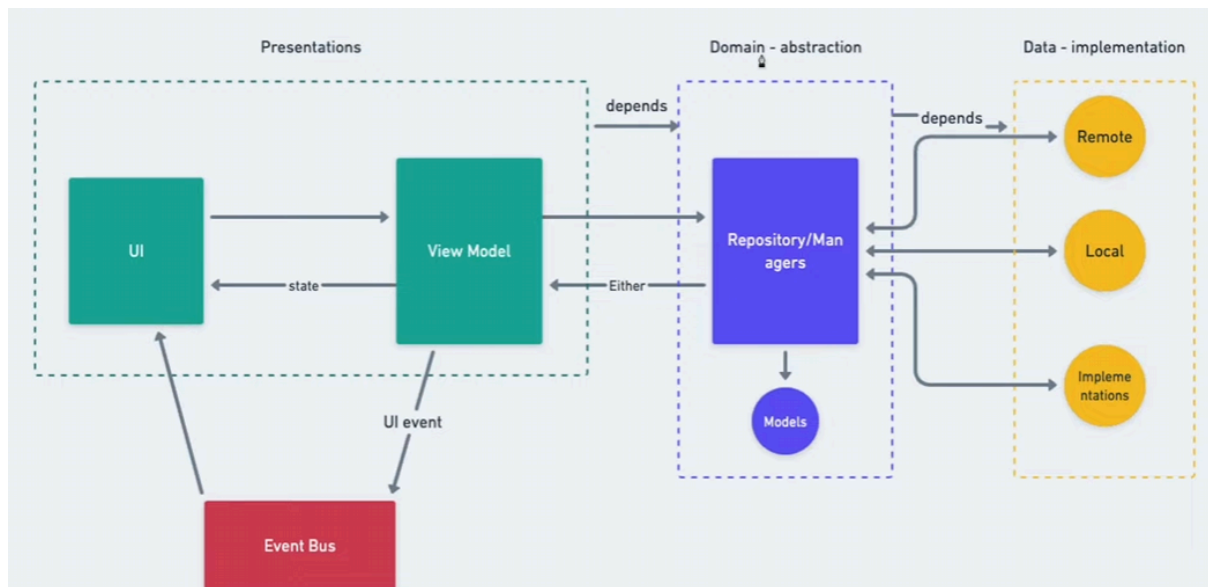 Presentations
Domain - abstraction
Data - implementation
depends
depends
Remote
UI
View Model
Repository/Man
agers
Local
state
Either
Impleme
ntations
Models
UI event
Event Bus